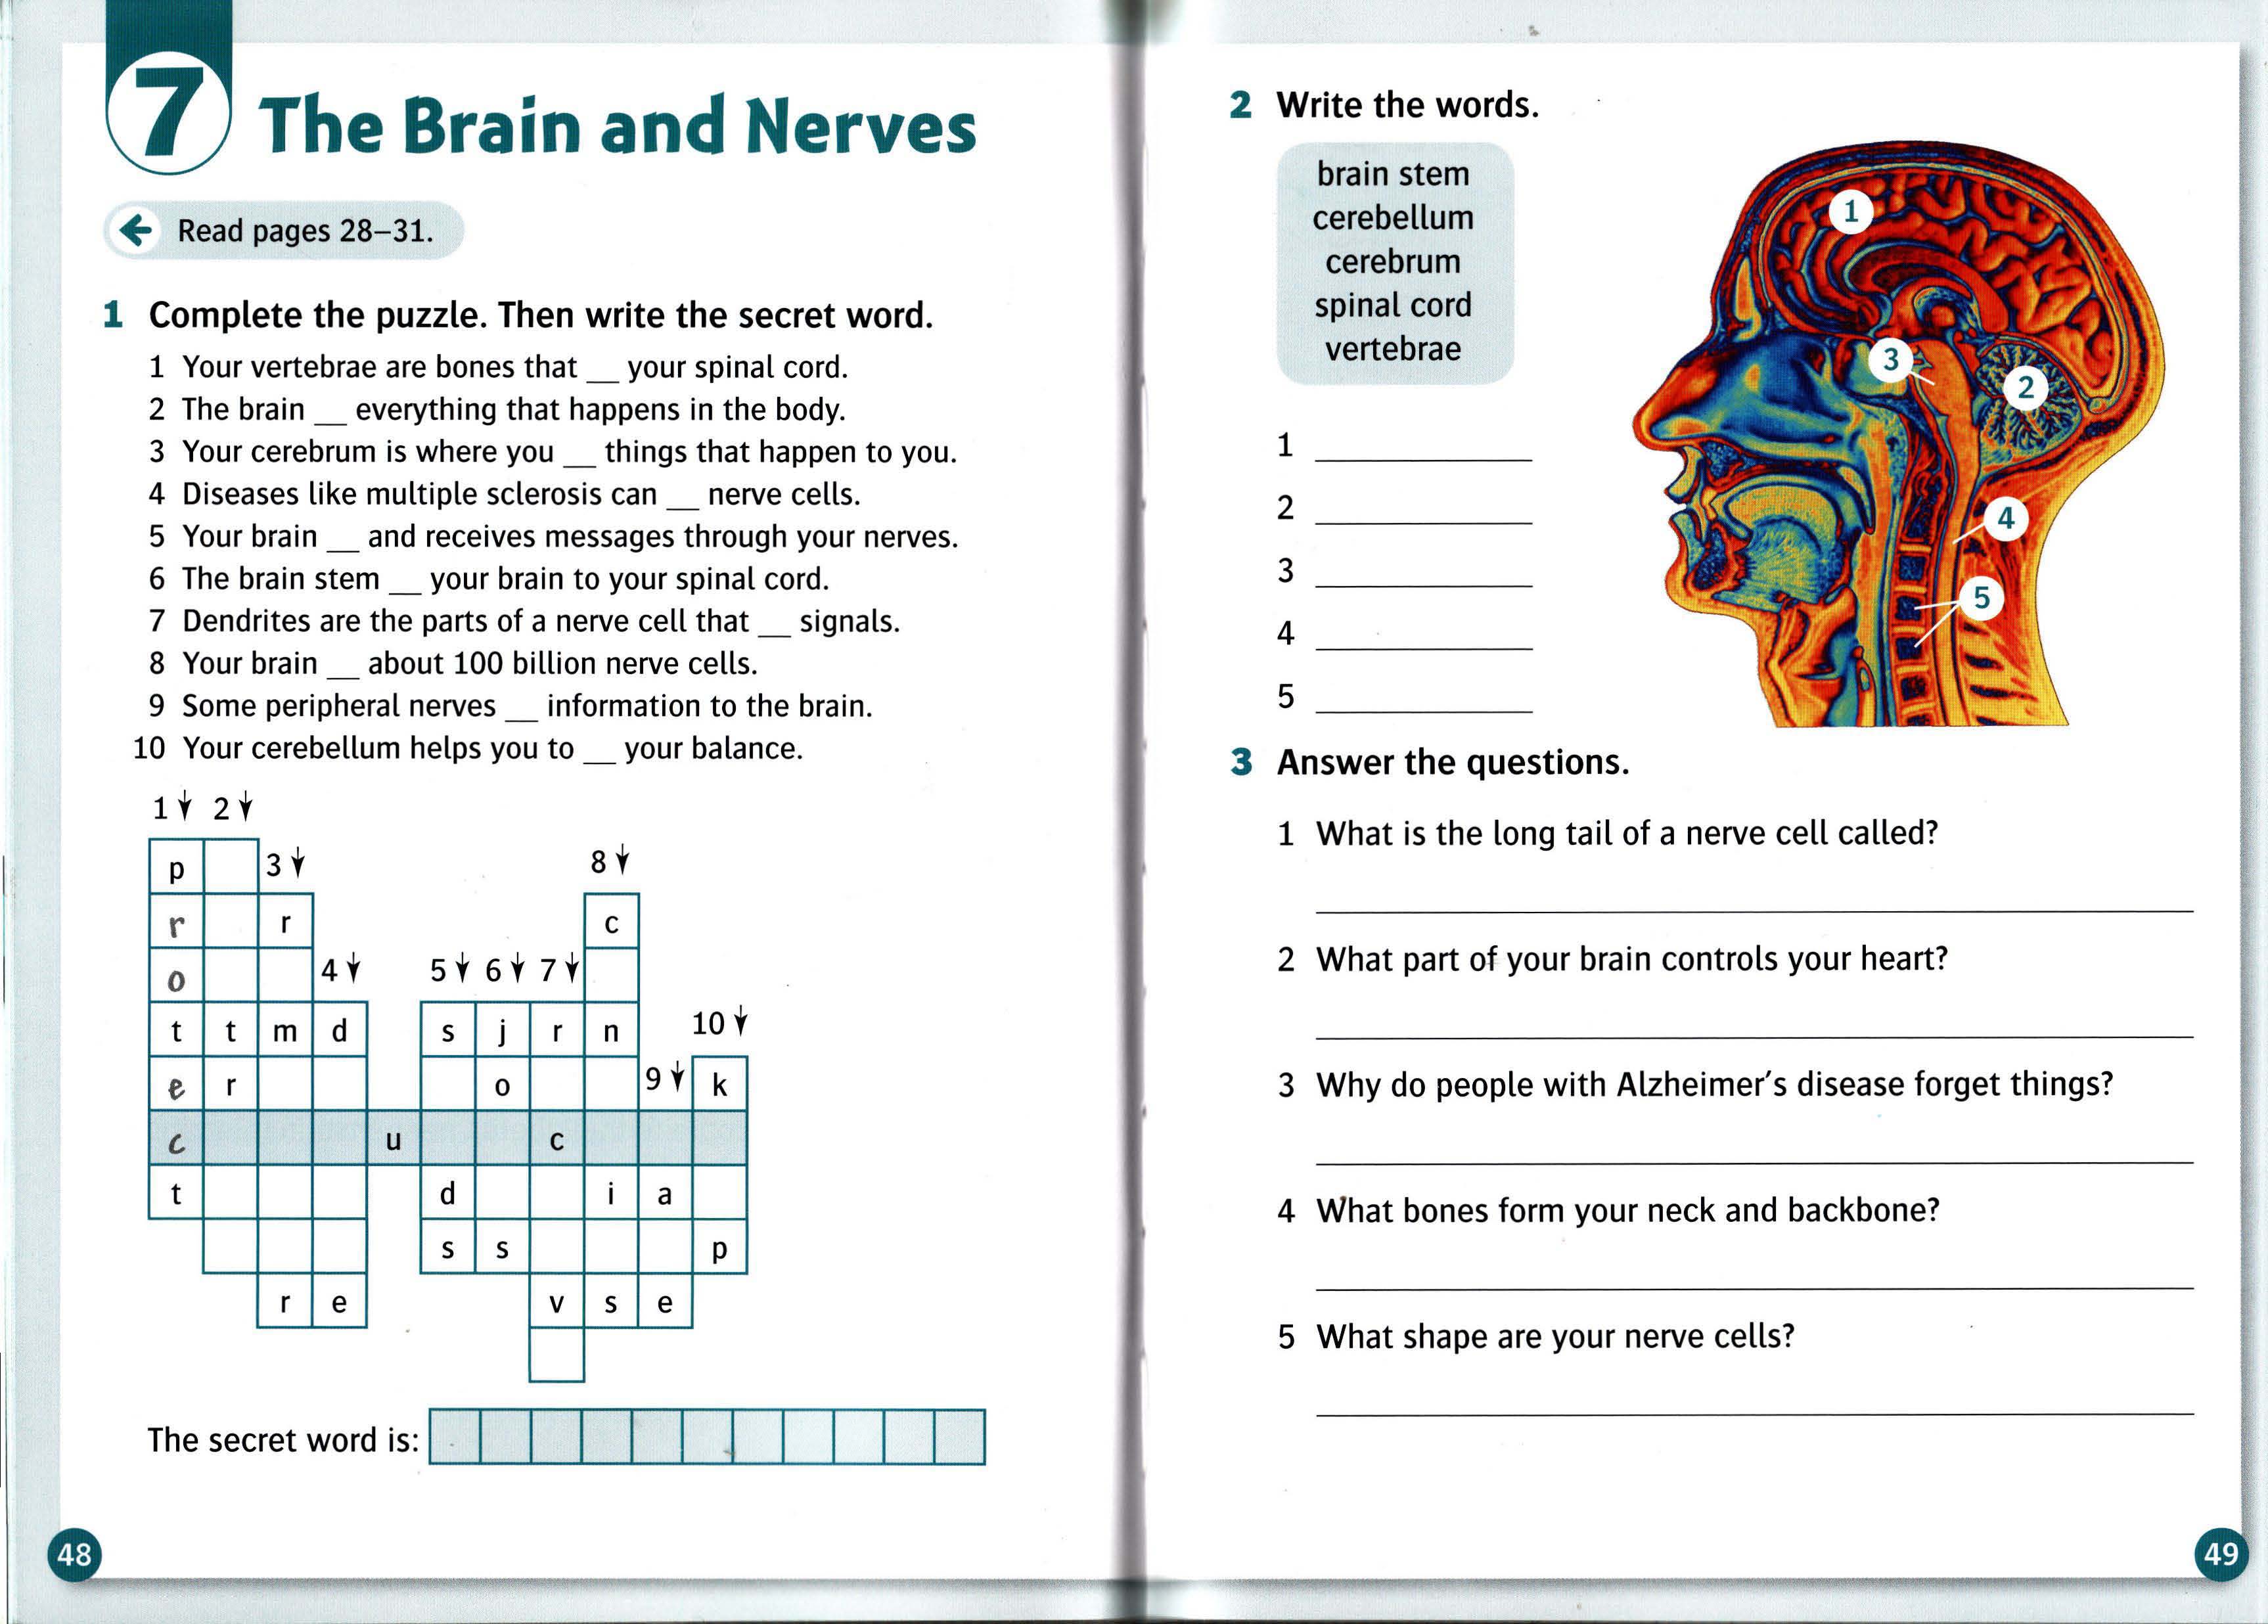 7 The Brain and Nerves
← Read pages 28–31.
1 Complete the puzzle. Then write the secret word.
1 Your vertebrae are bones that __ your spinal cord.
2 The brain __ everything that happens in the body.
3 Your cerebrum is where you __ things that happen to you.
4 Diseases like multiple sclerosis can __ nerve cells.
5 Your brain __ and receives messages through your nerves.
6 The brain stem __ your brain to your spinal cord.
7 Dendrites are the parts of a nerve cell that __ signals.
8 Your brain __ about 100 billion nerve cells.
9 Some peripheral nerves __ information to the brain.
10 Your cerebellum helps you to __ your balance.
1 2
p 3 8
r r c
o 4 5 6 7
t t m d s j r n 10
e r o 9 k
c u c
t d i a
s s p
r e v s e
The secret word is:
48
2 Write the words.
brain stem
cerebellum
cerebrum
spinal cord
vertebrae
1
2
3
4
5
1
3
2
4
5
3 Answer the questions.
1 What is the long tail of a nerve cell called?
2 What part of your brain controls your heart?
3 Why do people with Alzheimer's disease forget things?
4 What bones form your neck and backbone?
5 What shape are your nerve cells?
49